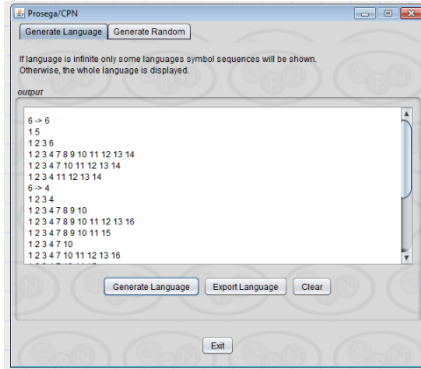 Prosega/CPN
Generate Language Generate Random
If language is infinite only some languages symbol sequences will be shown.
Otherwise, the whole language is displayed.
output
6 -> 6
1 5
1 2 3 6
1 2 3 4 7 8 9 10 11 12 13 14
1 2 3 4 7 10 11 12 13 14
1 2 3 4 11 12 13 14
6 -> 4
1 2 3 4
1 2 3 4 7 8 9 10
1 2 3 4 7 8 9 10 11 12 13 16
1 2 3 4 7 8 9 10 11 15
1 2 3 4 7 10
1 2 3 4 7 10 11 12 13 16
Generate Language Export Language Clear
Exit